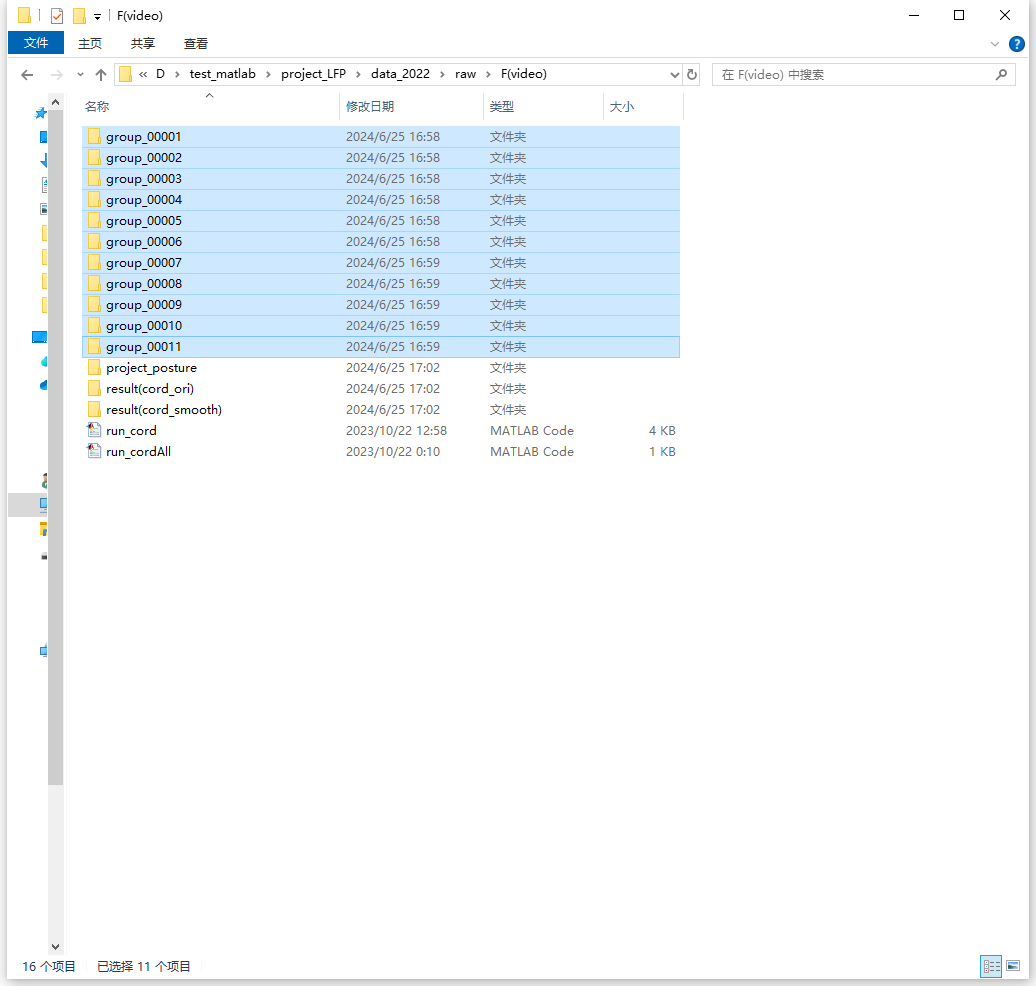 F(video)
文件 主页 共享 查看
« D › test_matlab › project_LFP › data_2022 › raw › F(video) 在 F(video) 中搜索
名称 修改日期 类型 大小
group_00001 2024/6/25 16:58 文件夹
group_00002 2024/6/25 16:58 文件夹
group_00003 2024/6/25 16:58 文件夹
group_00004 2024/6/25 16:58 文件夹
group_00005 2024/6/25 16:58 文件夹
group_00006 2024/6/25 16:58 文件夹
group_00007 2024/6/25 16:59 文件夹
group_00008 2024/6/25 16:59 文件夹
group_00009 2024/6/25 16:59 文件夹
group_00010 2024/6/25 16:59 文件夹
group_00011 2024/6/25 16:59 文件夹
project_posture 2024/6/25 17:02 文件夹
result(cord_ori) 2024/6/25 17:02 文件夹
result(cord_smooth) 2024/6/25 17:02 文件夹
run_cord 2023/10/22 12:58 MATLAB Code 4 KB
run_cordAll 2023/10/22 0:10 MATLAB Code 1 KB
16 个项目 已选择 11 个项目